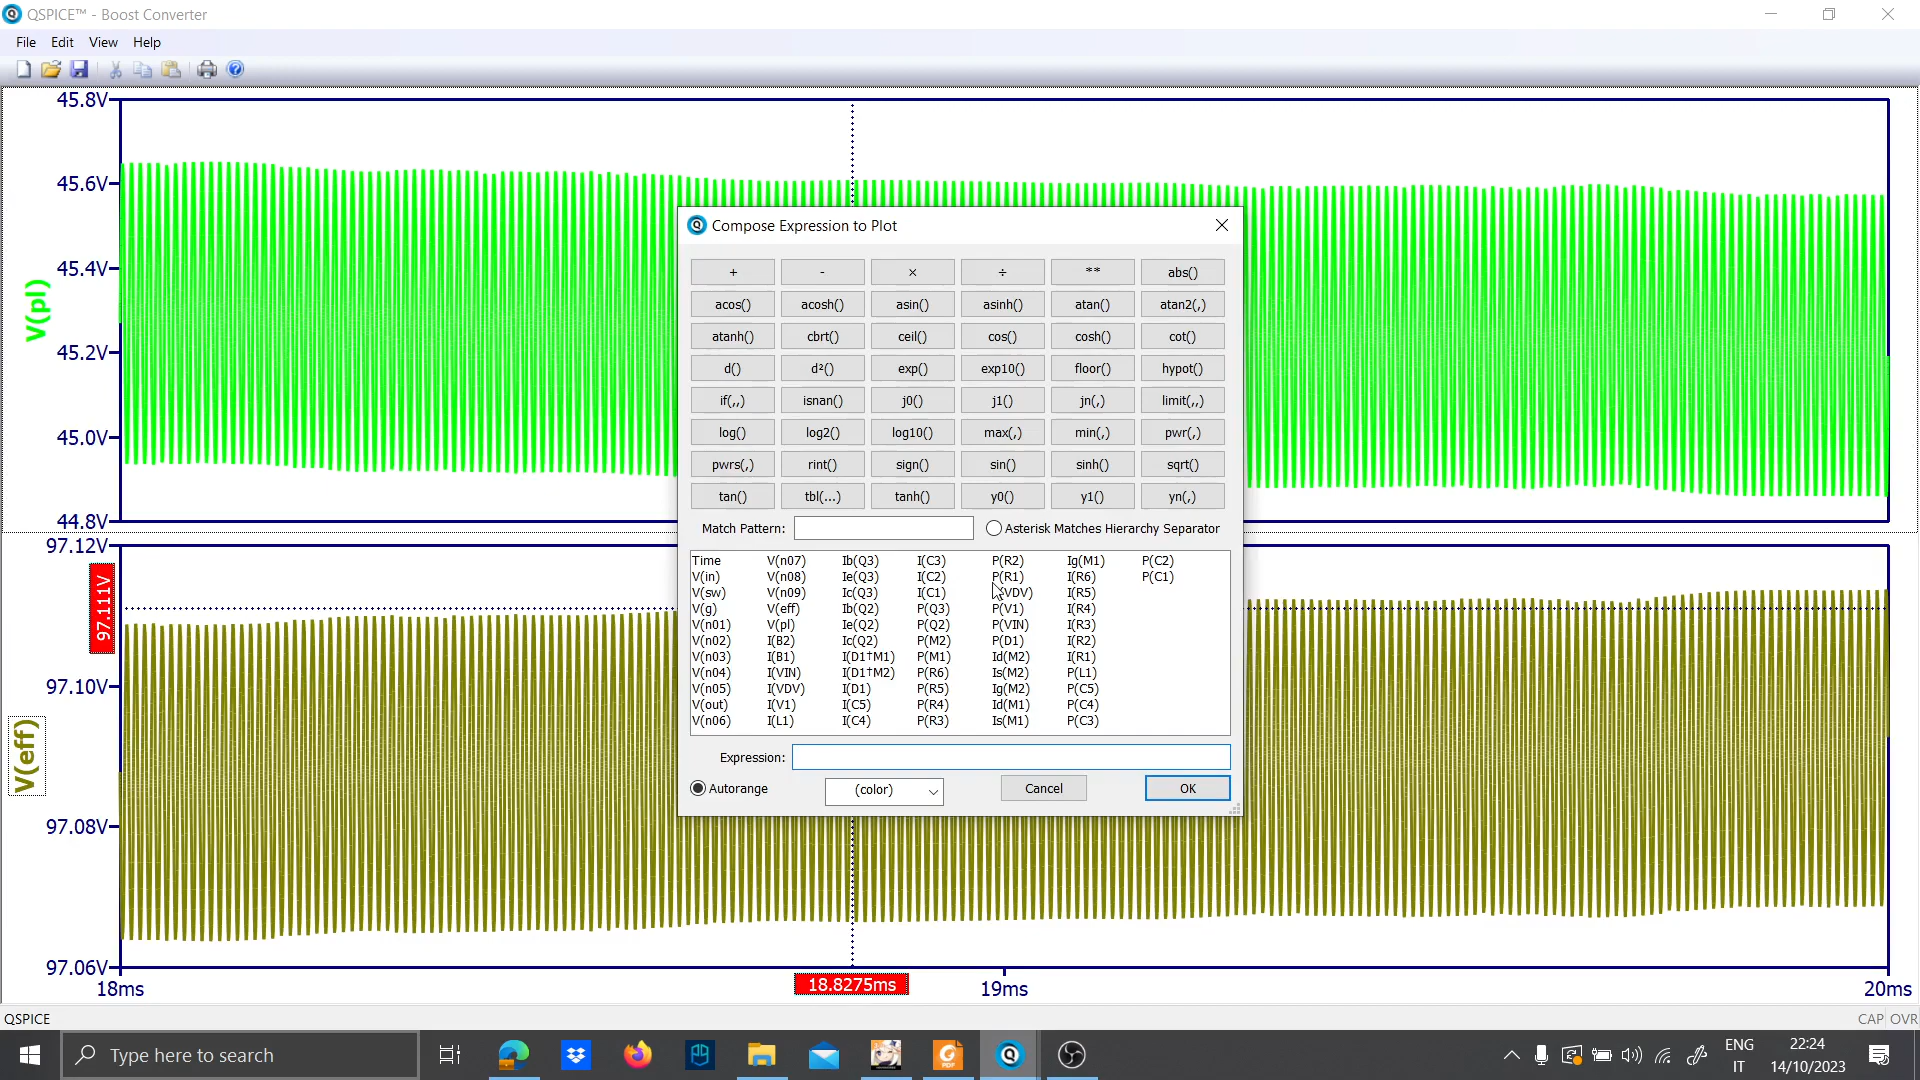 QSPICE™ - Boost Converter
File Edit View Help
45.8V
45.6V
45.4V
45.2V
45.0V
44.8V
V(pl)
97.12V
97.111V
97.10V
97.08V
97.06V
V(eff)
18ms
18.8275ms
19ms
20ms
Compose Expression to Plot
+ - × ÷ ** abs()
acos() acosh() asin() asinh() atan() atan2(,)
atanh() cbrt() ceil() cos() cosh() cot()
d() d²() exp() exp10() floor() hypot()
if(,,) isnan() j0() j1() jn(,) limit(,,)
log() log2() log10() max(,) min(,) pwr(,)
pwrs(,) rint() sign() sin() sinh() sqrt()
tan() tbl(...) tanh() y0() y1() yn(,)
Match Pattern: Asterisk Matches Hierarchy Separator
Time V(n07) Ib(Q3) I(C3) P(R2) Ig(M1) P(C2)
V(in) V(n08) Ie(Q3) I(C2) P(R1) I(R6) P(C1)
V(sw) V(n09) Ic(Q3) I(C1) (VDV) I(R5)
V(g) V(eff) Ib(Q2) P(Q3) P(V1) I(R4)
V(n01) V(pl) Ie(Q2) P(Q2) P(VIN) I(R3)
V(n02) I(B2) Ic(Q2) P(M2) P(D1) I(R2)
V(n03) I(B1) I(D1†M1) P(M1) Id(M2) I(R1)
V(n04) I(VIN) I(D1†M2) P(R6) Is(M2) P(L1)
V(n05) I(VDV) I(D1) P(R5) Ig(M2) P(C5)
V(out) I(V1) I(C5) P(R4) Id(M1) P(C4)
V(n06) I(L1) I(C4) P(R3) Is(M1) P(C3)
Expression:
Autorange (color) Cancel OK
QSPICE CAP OVR
Type here to search
ENG
IT
22:24
14/10/2023